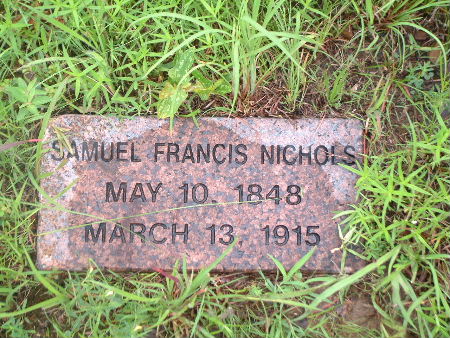 SAMUEL FRANCIS NICHOLS
MAY 10, 1848
MARCH 13, 1915